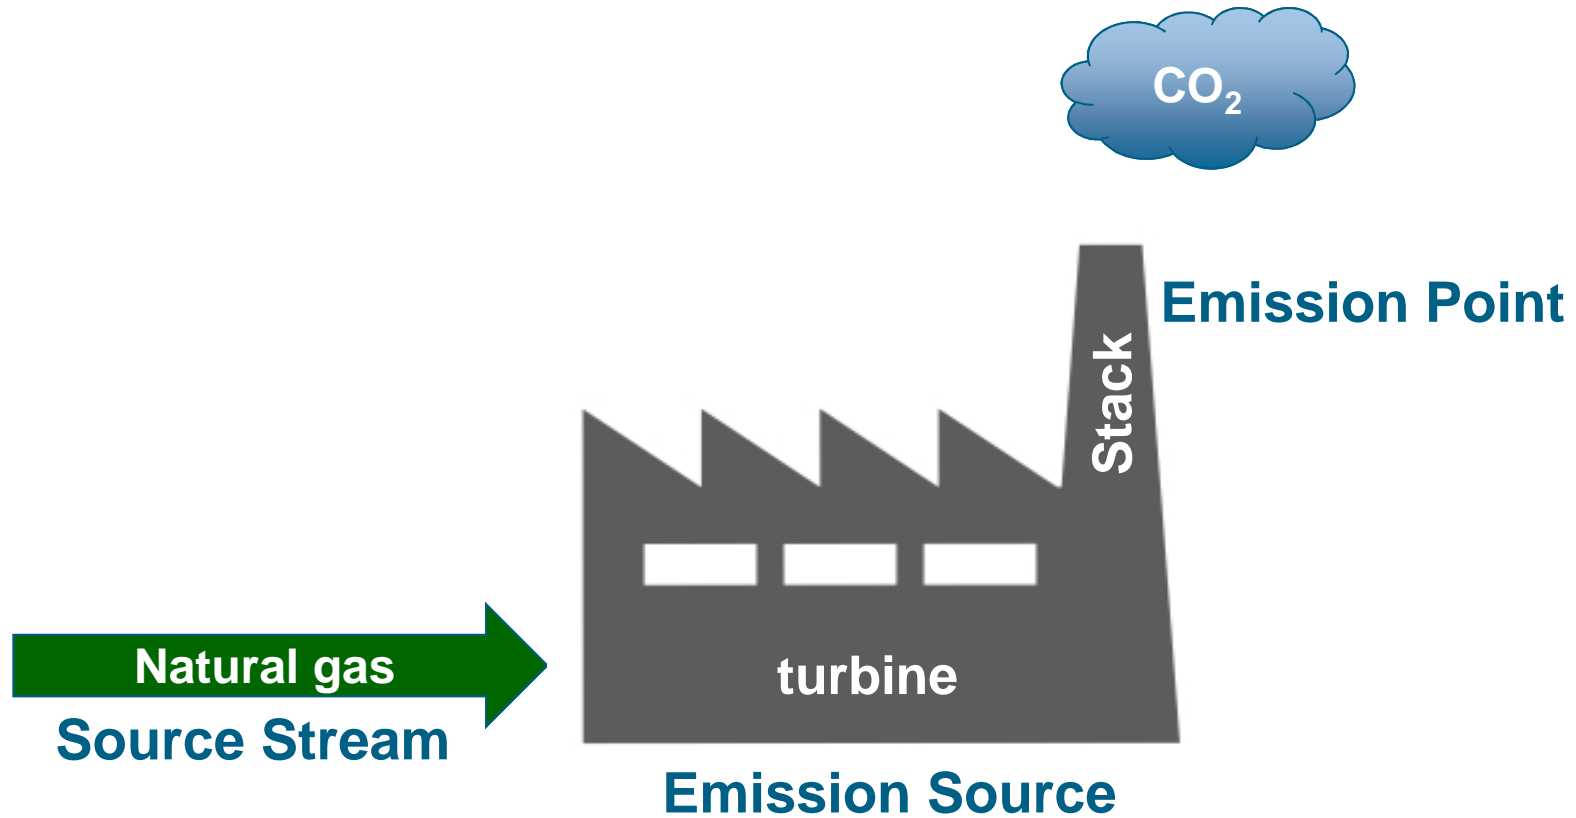 CO₂
Emission Point
Stack
Natural gas
turbine
Source Stream
Emission Source